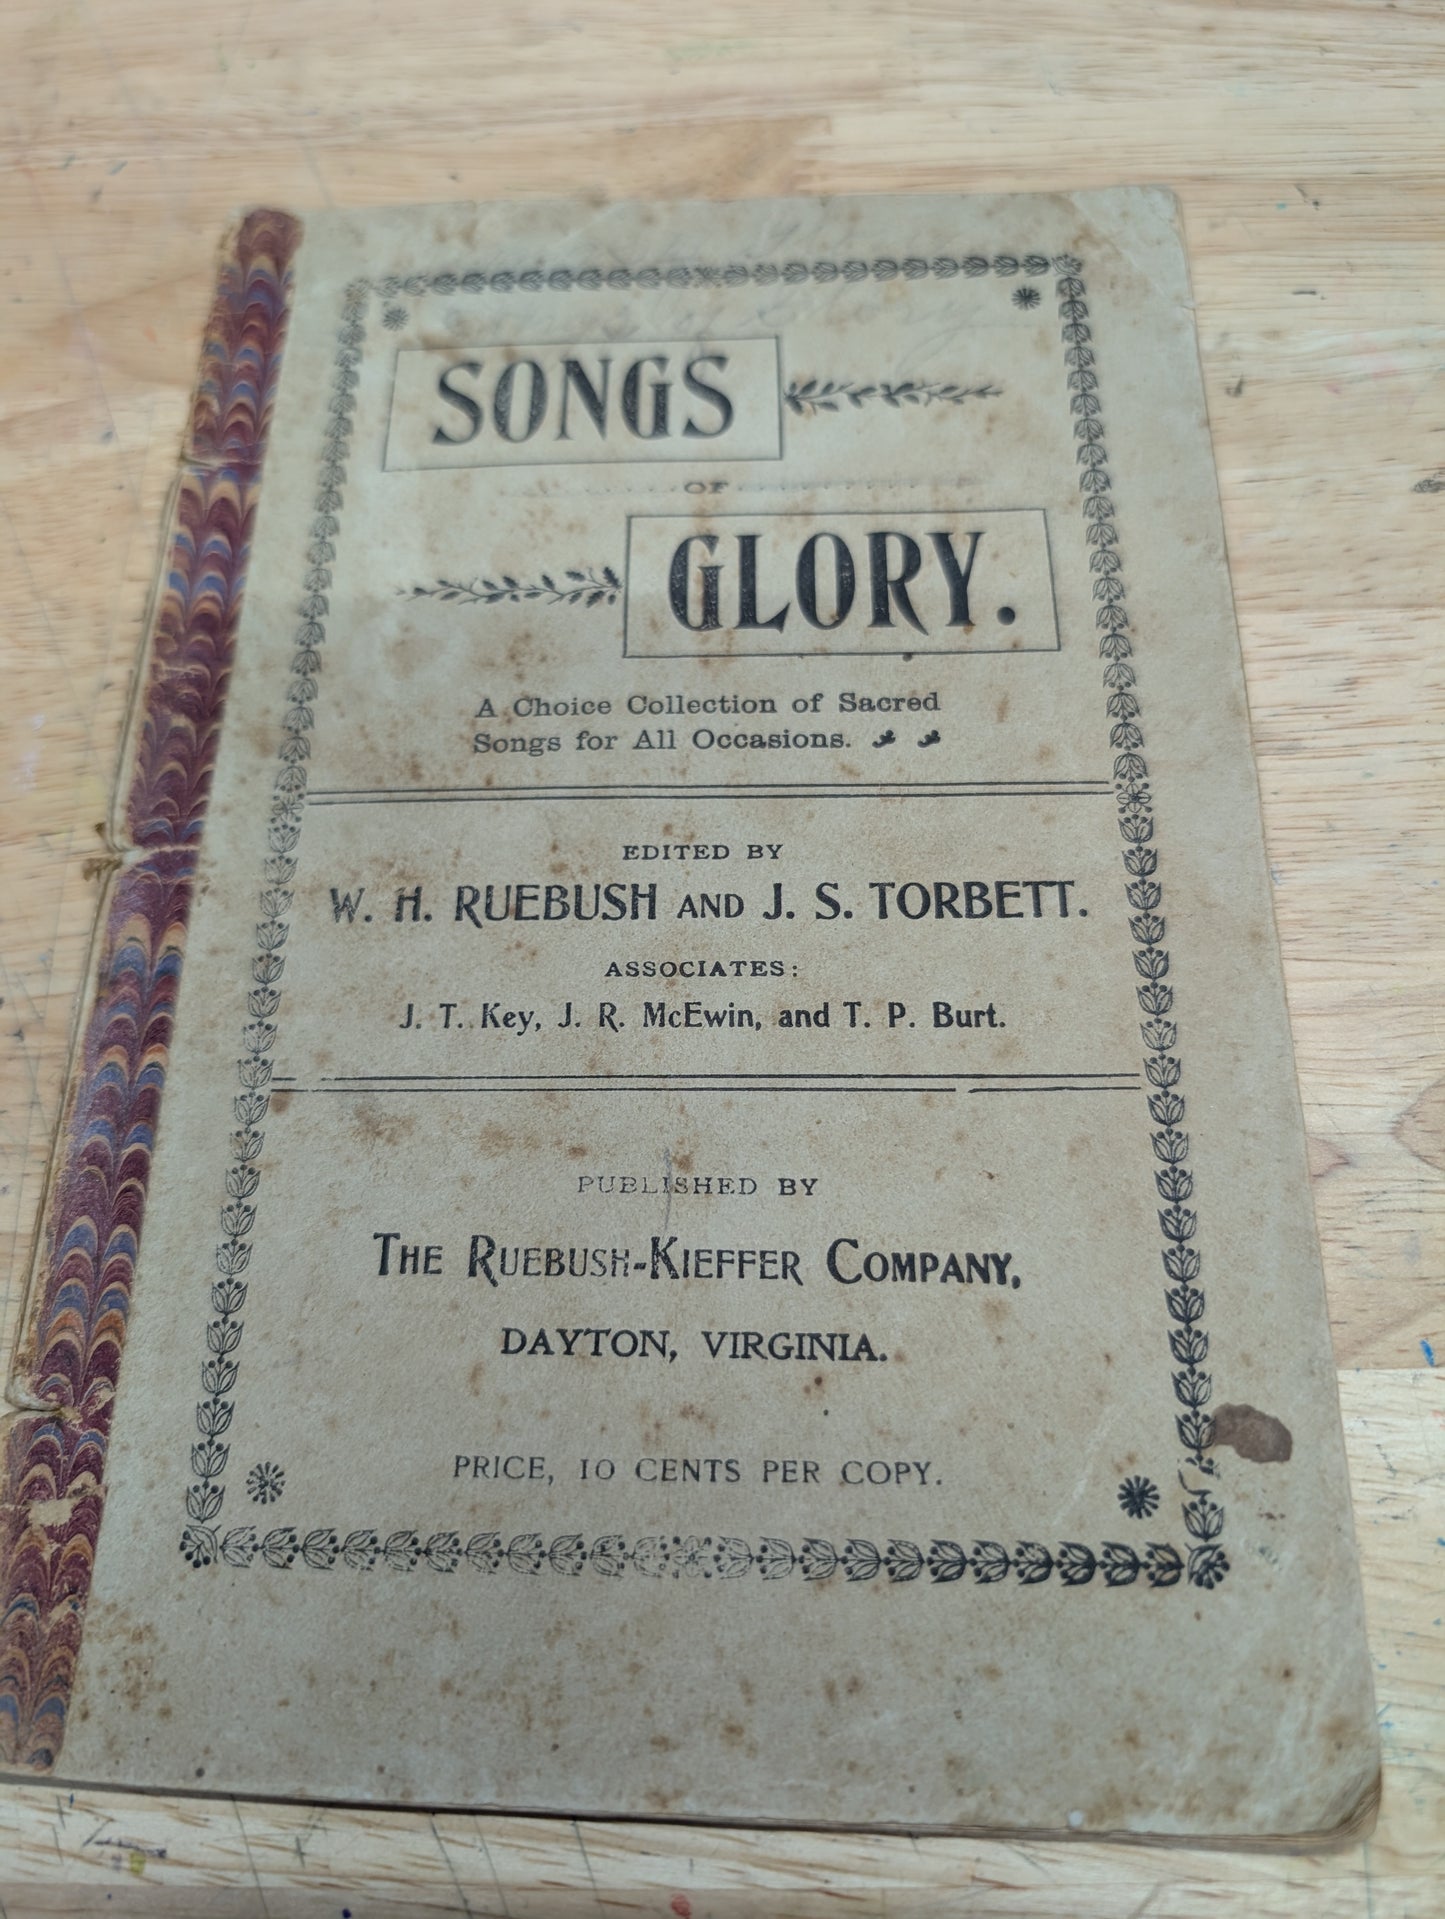 SONGS
OF
GLORY.
A Choice Collection of Sacred
Songs for All Occasions.
EDITED BY
W. H. RUEBUSH AND J. S. TORBETT.
ASSOCIATES:
J. T. Key, J. R. McEwin, and T. P. Burt.
PUBLISHED BY
THE RUEBUSH-KIEFFER COMPANY,
DAYTON, VIRGINIA.
PRICE, 10 CENTS PER COPY.